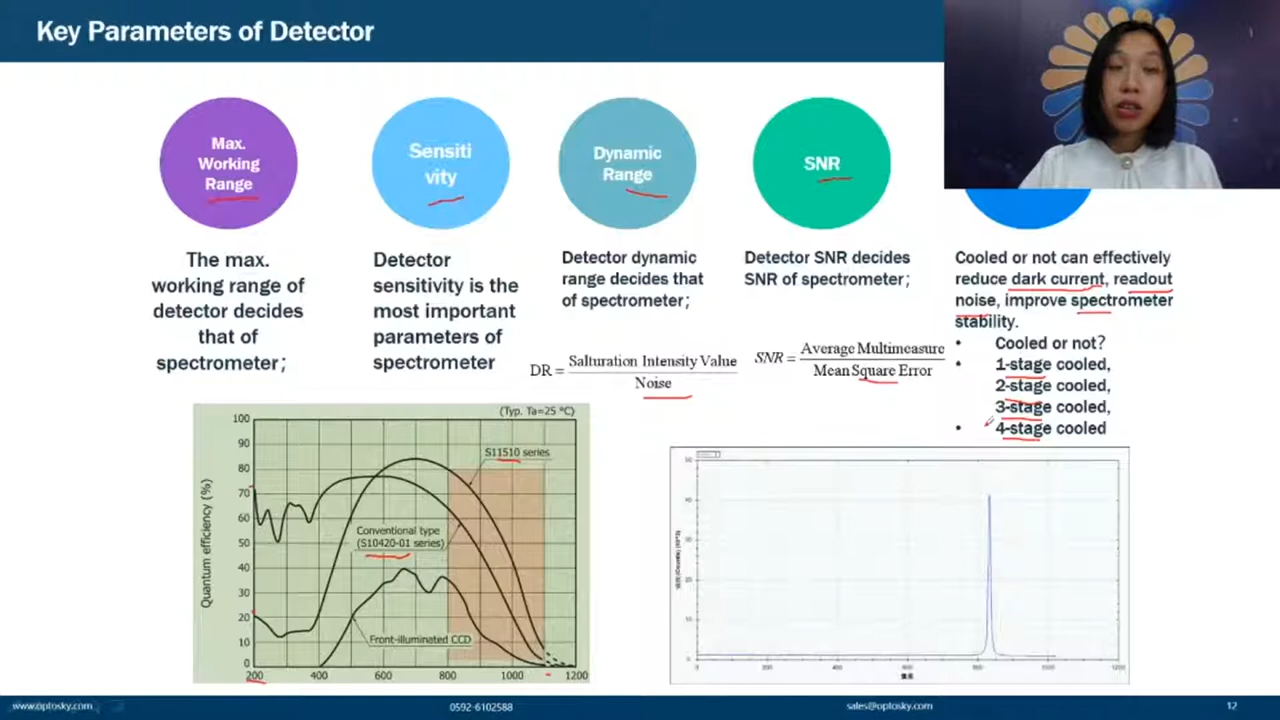 Key Parameters of Detector
Max.
Working
Range
Sensiti
vity
Dynamic
Range
SNR
The max.
working range of
detector decides
that of
spectrometer;
Detector
sensitivity is the
most important
parameters of
spectrometer
Detector dynamic
range decides that
of spectrometer;
DR = Salturation Intensity Value
Noise
Detector SNR decides
SNR of spectrometer;
SNR = Average Multimeasure
Mean Square Error
Cooled or not can effectively
reduce dark current, readout
noise, improve spectrometer
stability.
• Cooled or not?
• 1-stage cooled,
2-stage cooled,
3-stage cooled,
• 4-stage cooled
(Typ. Ta=25 °C)
100
90
80
70
60
50
40
30
20
10
0
Quantum efficiency (%)
S11510 series
Conventional type
(S10420-01 series)
Front-illuminated CCD
200 400 600 800 1000 1200
www.optosky.com
0592-6102588
sales@optosky.com
12